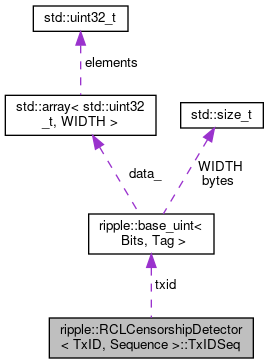 std::uint32_t
elements
std::array< std::uint32
_t, WIDTH >
std::size_t
data_
WIDTH
bytes
ripple::base_uint<
Bits, Tag >
txid
ripple::RCLCensorshipDetector
< TxID, Sequence >::TxIDSeq